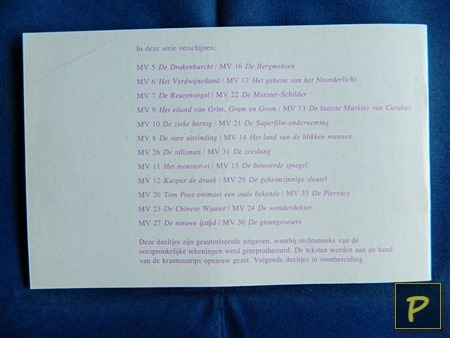 In deze serie verschijnen:
MV 5 De Drakenburcht / MV 16 De Bergmensen
MV 6 Het Verdwijneiland / MV 17 Het geheim van het Noorderlicht
MV 7 De Reuzenvogel / MV 22 De Meester-Schilder
MV 9 Het eiland van Grim, Gram en Grom / MV 13 De laatste Markies van Carabas
MV 10 De zieke hertog / MV 21 De Superfilm-onderneming
MV 8 De rare uitvinding / MV 14 Het land van de blikken mannen
MV 26 De talisman / MV 31 De zeeslang
MV 11 Het monster-ei / MV 15 De betoverde spiegel
MV 12 Kaspar de draak / MV 29 De geheimzinnige sleutel
MV 20 Tom Poes ontmoet een oude bekende / MV 33 De Pierrace
MV 23 De Chinese Waaier / MV 24 De wonderdokter
MV 27 De nieuwe ijstijd / MV 30 De grootgroeiers
Deze deeltjes zijn geautoriseerde uitgaven, waarbij rechtstreeks van de
oorspronkelijke tekeningen werd gereproduceerd. De teksten werden aan de hand
van de krantenstrips opnieuw gezet. Volgende deeltjes in voorbereiding.
P